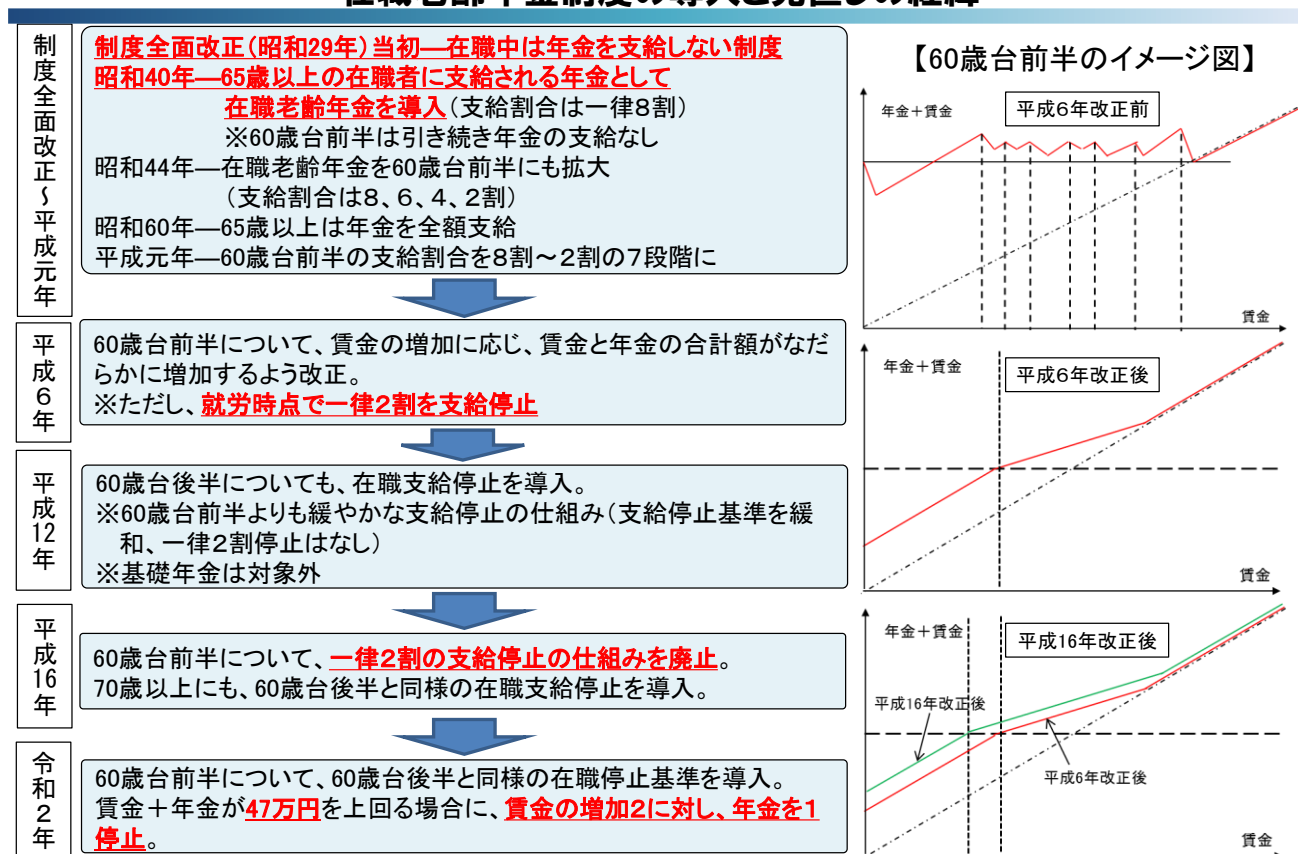 在職老齢年金制度の導入と見直しの経緯
制度全面改正～平成元年
制度全面改正(昭和29年)当初―在職中は年金を支給しない制度
昭和40年―65歳以上の在職者に支給される年金として
在職老齢年金を導入(支給割合は一律8割)
※60歳台前半は引き続き年金の支給なし
昭和44年―在職老齢年金を60歳台前半にも拡大
(支給割合は8、6、4、2割)
昭和60年―65歳以上は年金を全額支給
平成元年―60歳台前半の支給割合を8割～2割の7段階に
平成6年
60歳台前半について、賃金の増加に応じ、賃金と年金の合計額がなだ
らかに増加するよう改正。
※ただし、就労時点で一律2割を支給停止
平成12年
60歳台後半についても、在職支給停止を導入。
※60歳台前半よりも緩やかな支給停止の仕組み(支給停止基準を緩
和、一律2割停止はなし)
※基礎年金は対象外
平成16年
60歳台前半について、一律2割の支給停止の仕組みを廃止。
70歳以上にも、60歳台後半と同様の在職支給停止を導入。
令和2年
60歳台前半について、60歳台後半と同様の在職停止基準を導入。
賃金＋年金が47万円を上回る場合に、賃金の増加2に対し、年金を1
停止。
【60歳台前半のイメージ図】
年金＋賃金
平成6年改正前
賃金
年金＋賃金
平成6年改正後
賃金
年金＋賃金
平成16年改正後
平成16年改正後
平成6年改正後
賃金